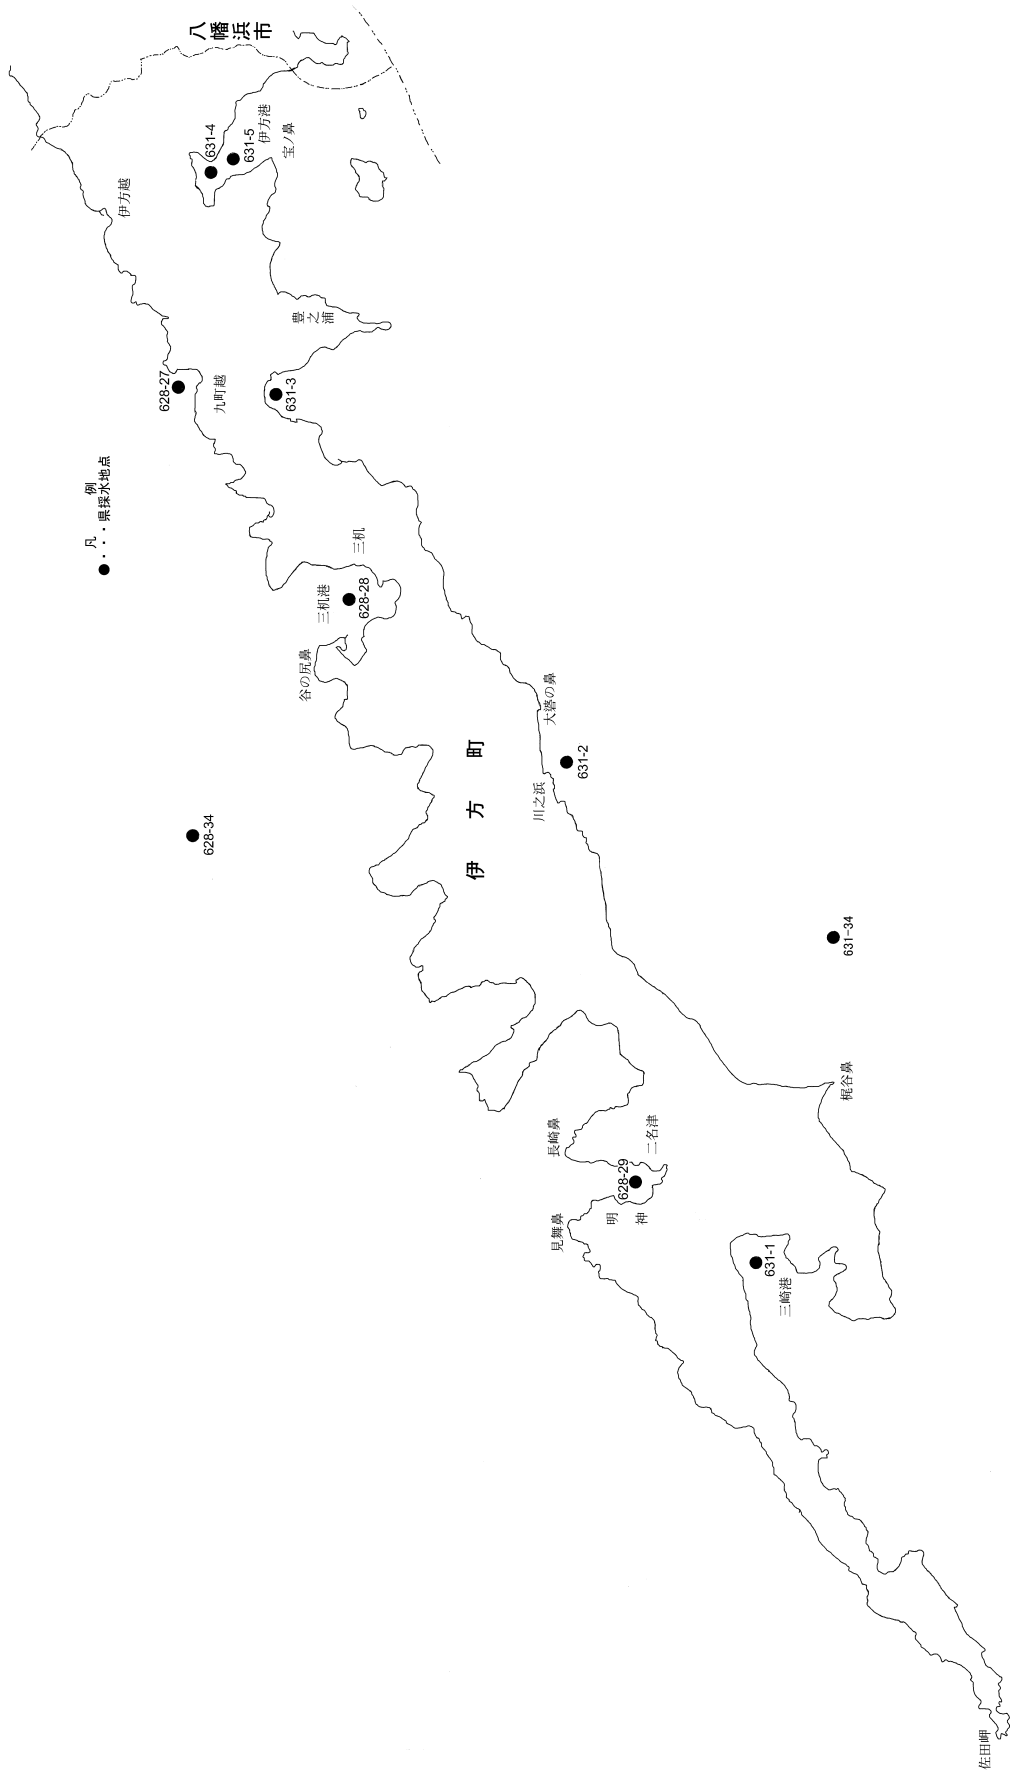 八幡浜市
伊方越
631-4
631-5
伊方港
宝ノ鼻
豊之浦
628-27
九町越
631-3
凡　例
●・・・県採水地点
三机
三机港
628-28
谷の尻鼻
大碆の鼻
631-2
川之浜
伊方町
628-34
631-34
梶谷鼻
長崎鼻
二名津
628-29
見舞鼻
明神
631-1
三崎港
佐田岬